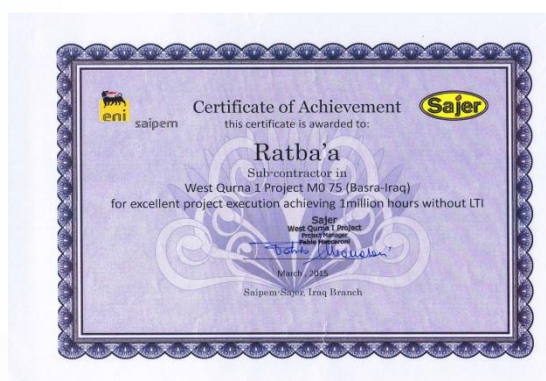 eni
saipem
Sajer
Certificate of Achievement
this certificate is awarded to:
Ratba'a
Sub-contractor in
West Qurna 1 Project M0 75 (Basra-Iraq)
for excellent project execution achieving 1million hours without LTI
Sajer
West Qurna 1 Project
Project Manager
Pablo
March , 2015
Saipem-Sajer, Iraq Branch